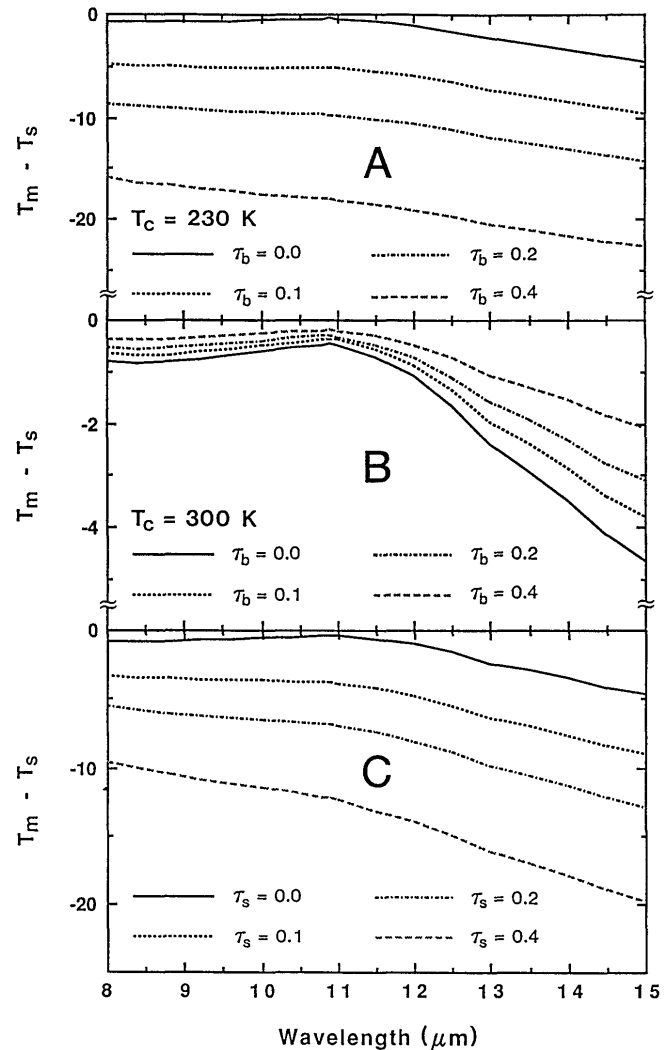 0
-10
-20
T_m - T_s
A
T_c = 230 K
τ_b = 0.0
τ_b = 0.2
τ_b = 0.1
τ_b = 0.4
0
-2
-4
T_m - T_s
B
T_c = 300 K
τ_b = 0.0
τ_b = 0.2
τ_b = 0.1
τ_b = 0.4
0
-10
-20
T_m - T_s
C
τ_s = 0.0
τ_s = 0.2
τ_s = 0.1
τ_s = 0.4
8 9 10 11 12 13 14 15
Wavelength (μm)